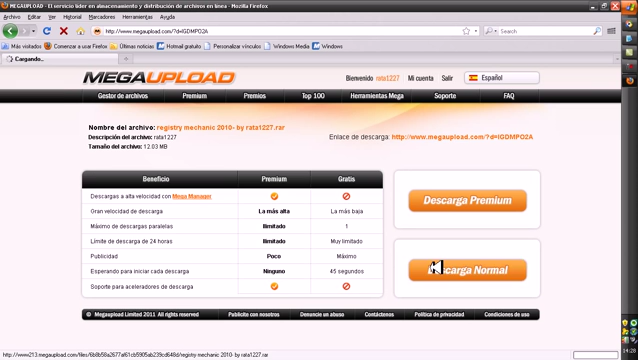 MEGAUPLOAD - El servicio líder en almacenamiento y distribución de archivos en línea - Mozilla Firefox
Archivo Editar Ver Historial Marcadores Herramientas Ayuda
http://www.megaupload.com/?d=IGDMPO2A
Search
Más visitados Comenzar a usar Firefox Últimas noticias Hotmail gratuito Personalizar vínculos Windows Media Windows
Cargando..
MEGAUPLOAD
Bienvenido rata1227 Mi cuenta Salir Español
Gestor de archivos Premium Premios Top 100 Herramientas Mega Soporte FAQ
Nombre del archivo: registry mechanic 2010- by rata1227.rar
Descripción del archivo: rata1227
Enlace de descarga: http://www.megaupload.com/?d=IGDMPO2A
Tamaño del archivo: 12.03 MB
Beneficio Premium Gratis
Descargas a alta velocidad con Mega Manager
Gran velocidad de descarga La más alta La más baja
Máximo de descargas paralelas Ilimitado 1
Límite de descarga de 24 horas Ilimitado Muy limitado
Publicidad Poco Máximo
Esperando para iniciar cada descarga Ninguno 45 segundos
Soporte para aceleradores de descarga
Descarga Premium
Descarga Normal
Megaupload Limited 2011 All rights reserved Publicite con nosotros Denuncie un abuso Contáctenos Política de privacidad Condiciones de uso
14:28